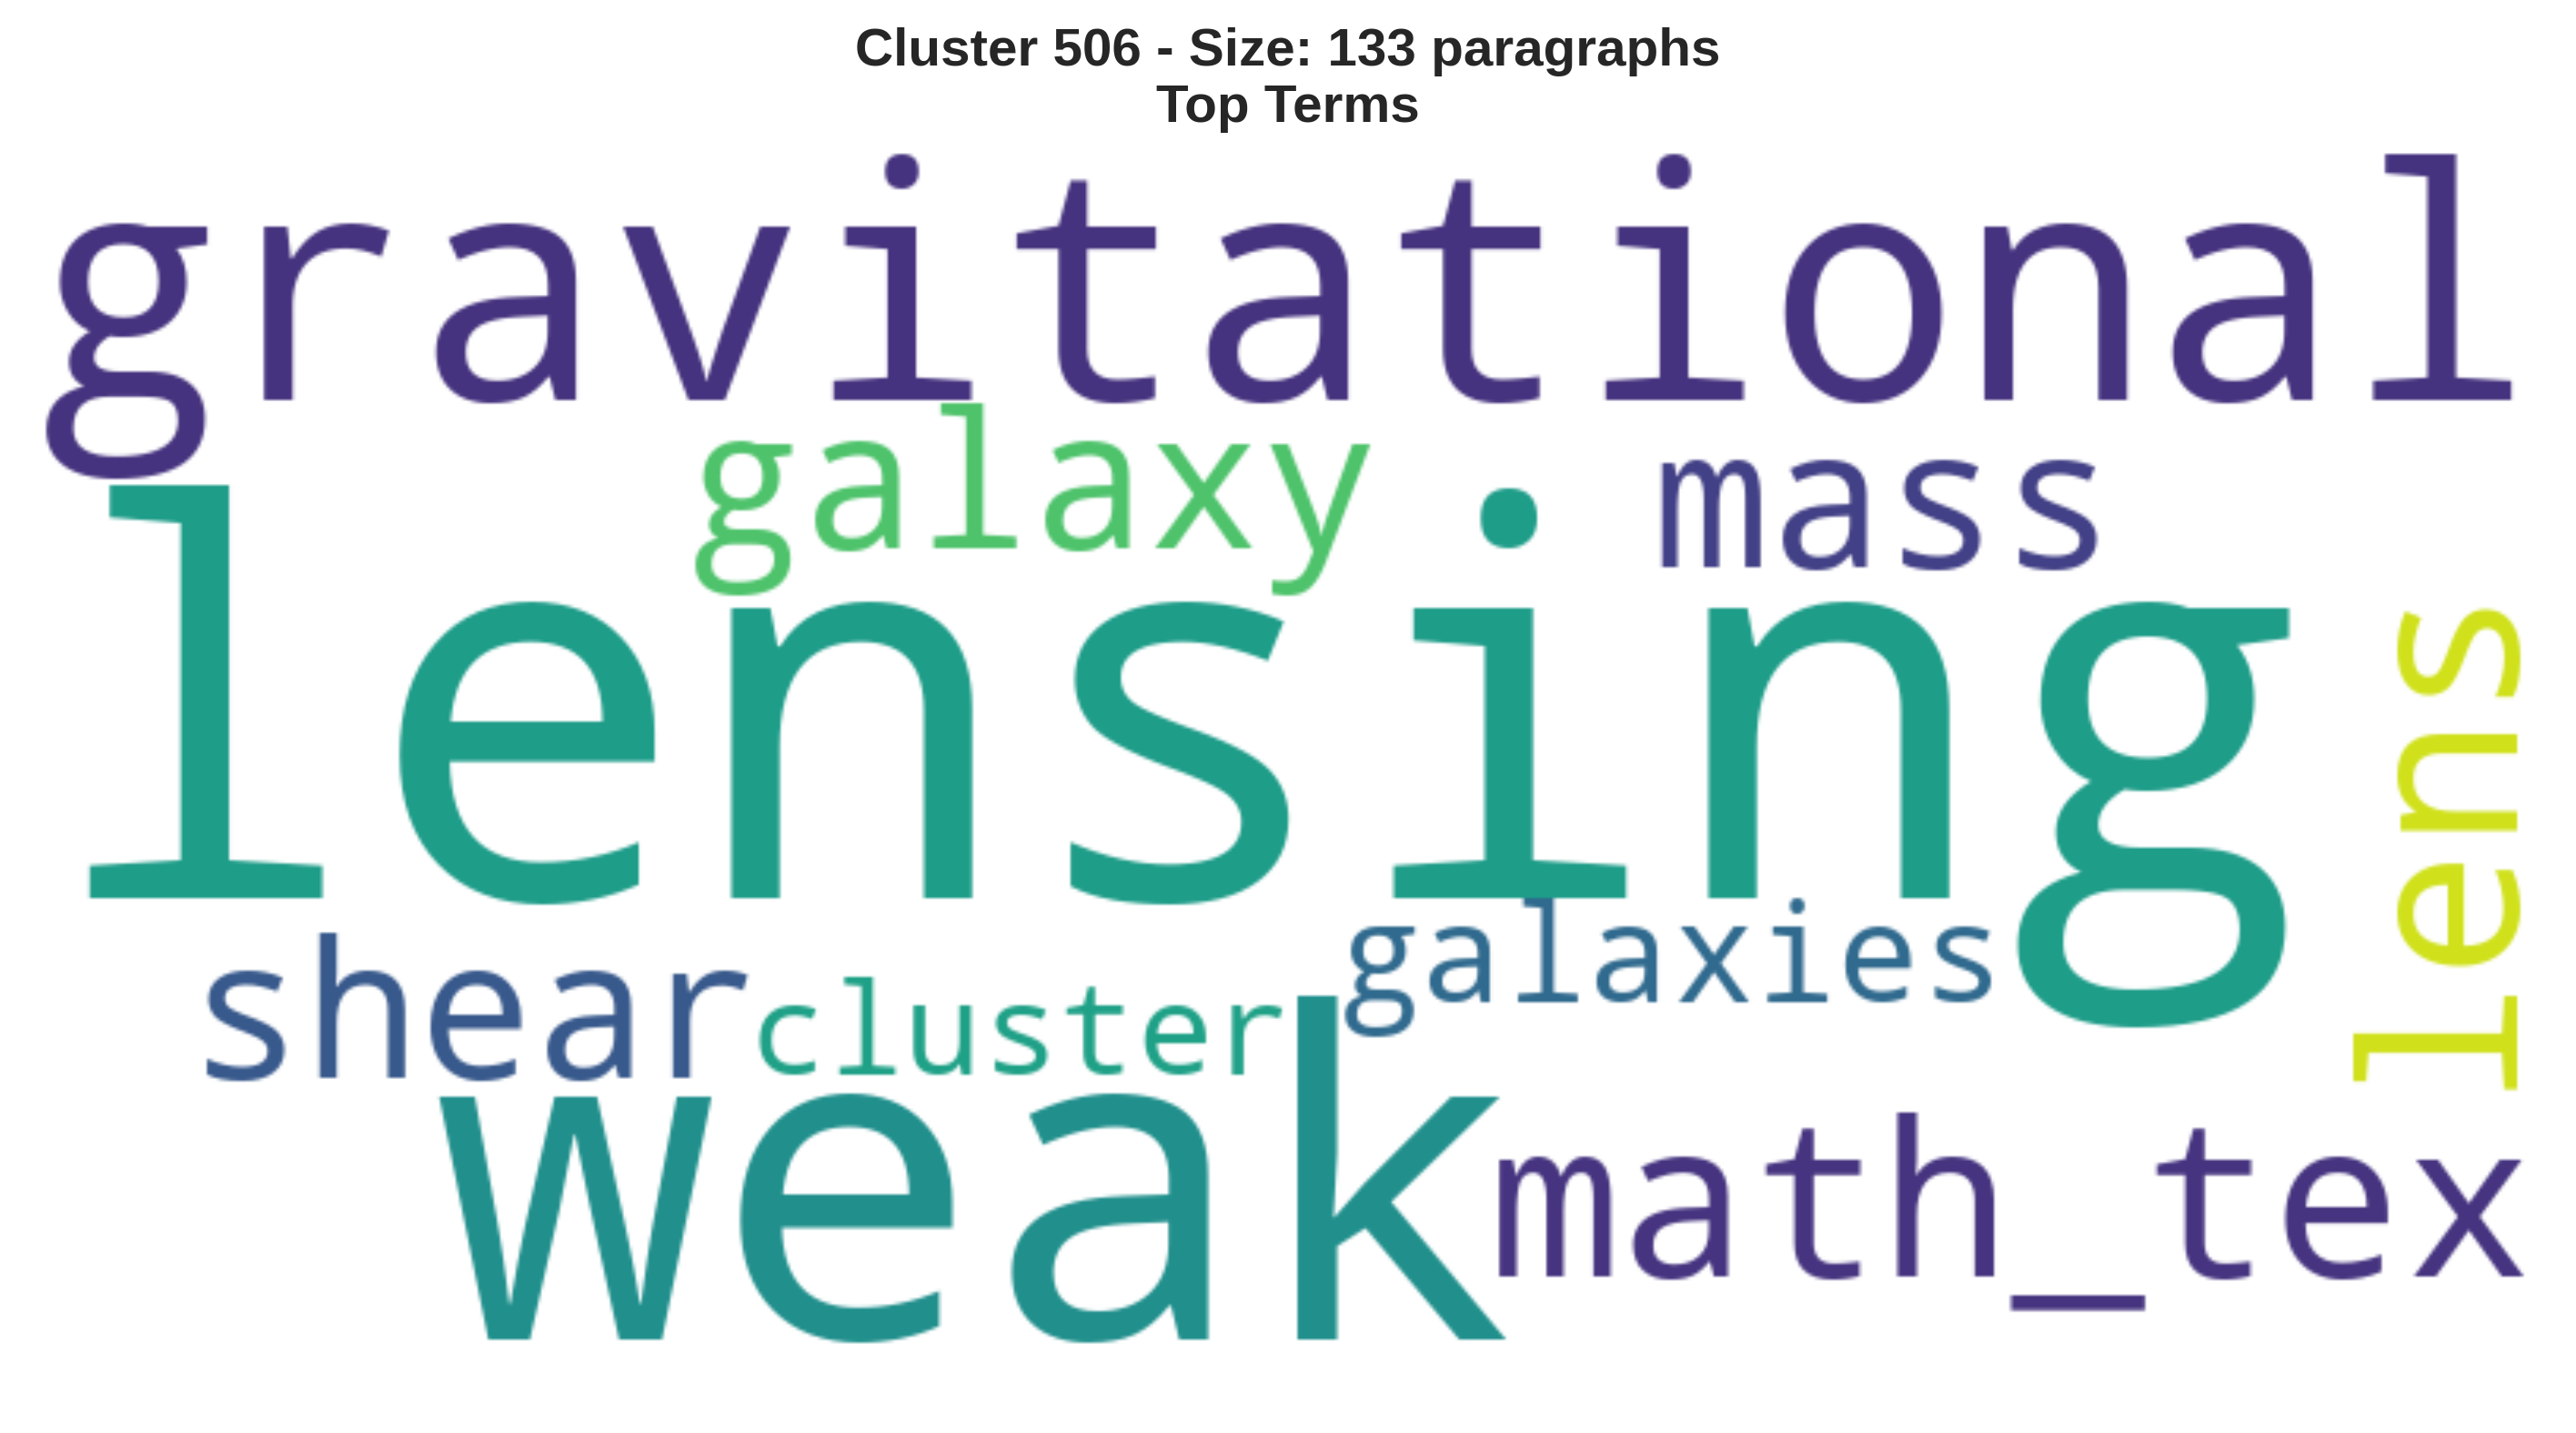 Cluster 506 - Size: 133 paragraphs
Top Terms
gravitational
galaxy mass
lensing
lens
shear cluster galaxies
weak math_tex